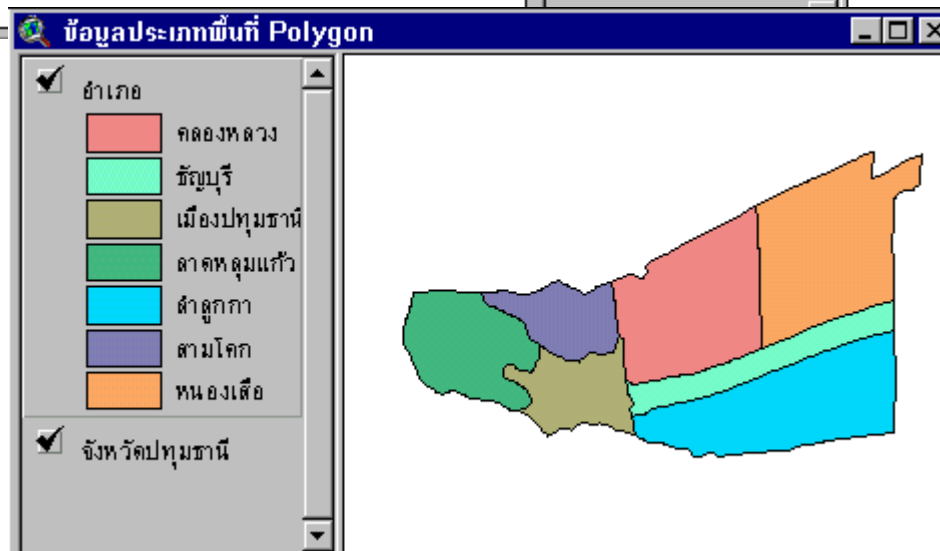 ข้อมูลประเภทพื้นที่ Polygon
อำเภอ
คลองหลวง
ธัญบุรี
เมืองปทุมธานี
ลาดหลุมแก้ว
ลำลูกกา
สามโคก
หนองเสือ
จังหวัดปทุมธานี